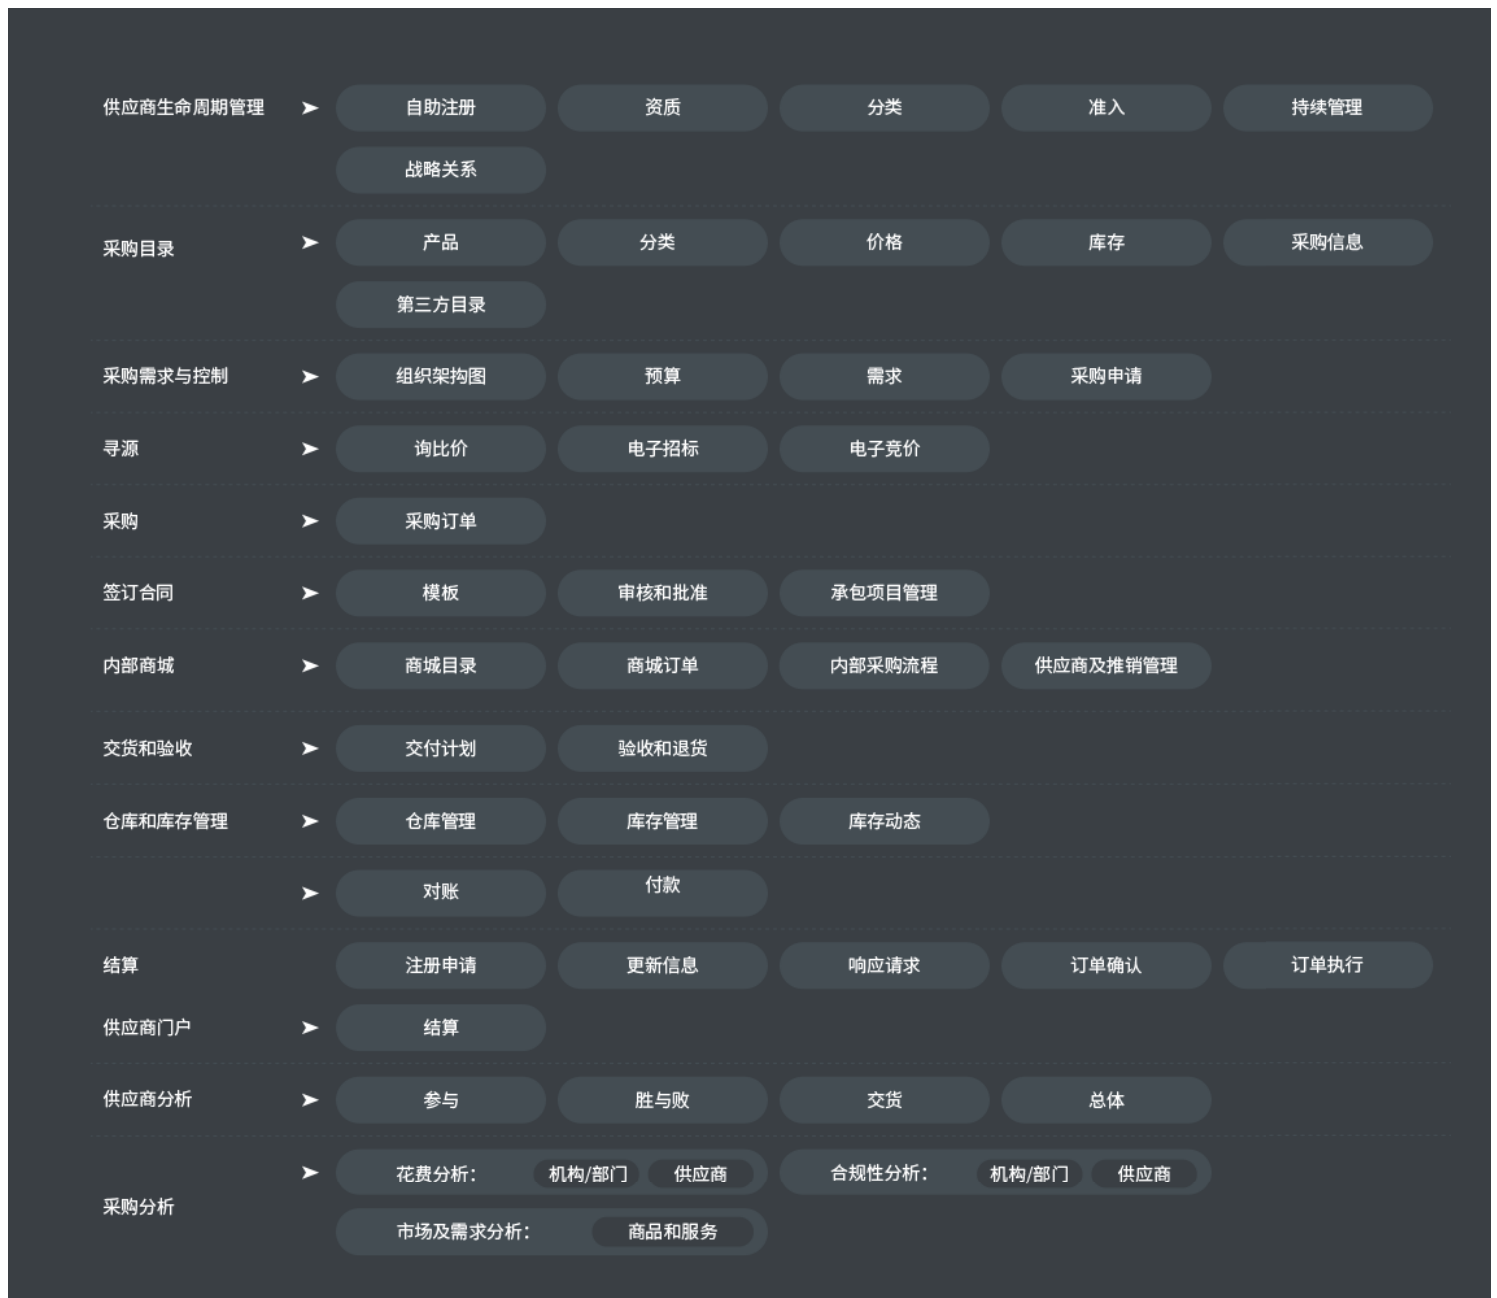 供应商生命周期管理 ➤ 自助注册 资质 分类 准入 持续管理
战略关系
采购目录 ➤ 产品 分类 价格 库存 采购信息
第三方目录
采购需求与控制 ➤ 组织架构图 预算 需求 采购申请
寻源 ➤ 询比价 电子招标 电子竞价
采购 ➤ 采购订单
签订合同 ➤ 模板 审核和批准 承包项目管理
内部商城 ➤ 商城目录 商城订单 内部采购流程 供应商及推销管理
交货和验收 ➤ 交付计划 验收和退货
仓库和库存管理 ➤ 仓库管理 库存管理 库存动态
➤ 对账 付款
结算 注册申请 更新信息 响应请求 订单确认 订单执行
供应商门户 ➤ 结算
供应商分析 ➤ 参与 胜与败 交货 总体
➤ 花费分析： 机构/部门 供应商 合规性分析： 机构/部门 供应商
采购分析
市场及需求分析： 商品和服务